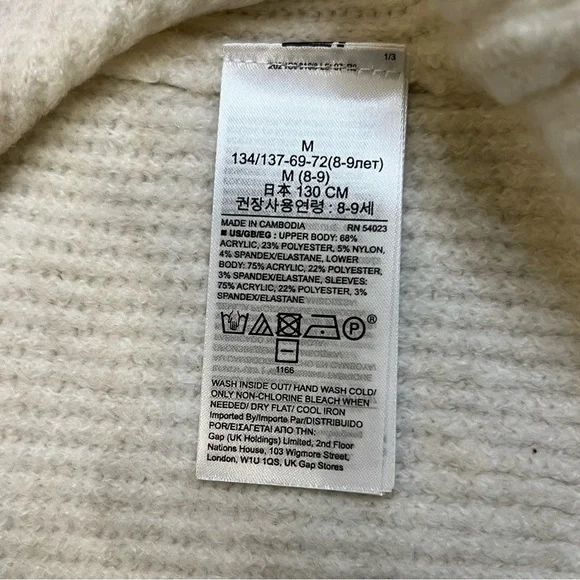 1/3
M
134/137-69-72(8-9лет)
M (8-9)
日本 130 CM
권장사용연령 : 8-9세
MADE IN CAMBODIA RN 54023
■ US/GB/EG : UPPER BODY: 68%
ACRYLIC, 23% POLYESTER, 5% NYLON,
4% SPANDEX/ELASTANE, LOWER
BODY: 75% ACRYLIC, 22% POLYESTER,
3% SPANDEX/ELASTANE, SLEEVES:
75% ACRYLIC, 22% POLYESTER, 3%
SPANDEX/ELASTANE
P ®
1166
WASH INSIDE OUT/ HAND WASH COLD/
ONLY NON-CHLORINE BLEACH WHEN
NEEDED/ DRY FLAT/ COOL IRON
Imported By/Importe Par/DISTRIBUIDO
POR/ΕΙΣΑΓΕΤΑΙ ΑΠΟ ΤΗΝ:
Gap (UK Holdings) Limited, 2nd Floor
Nations House, 103 Wigmore Street,
London, W1U 1QS, UK Gap Stores